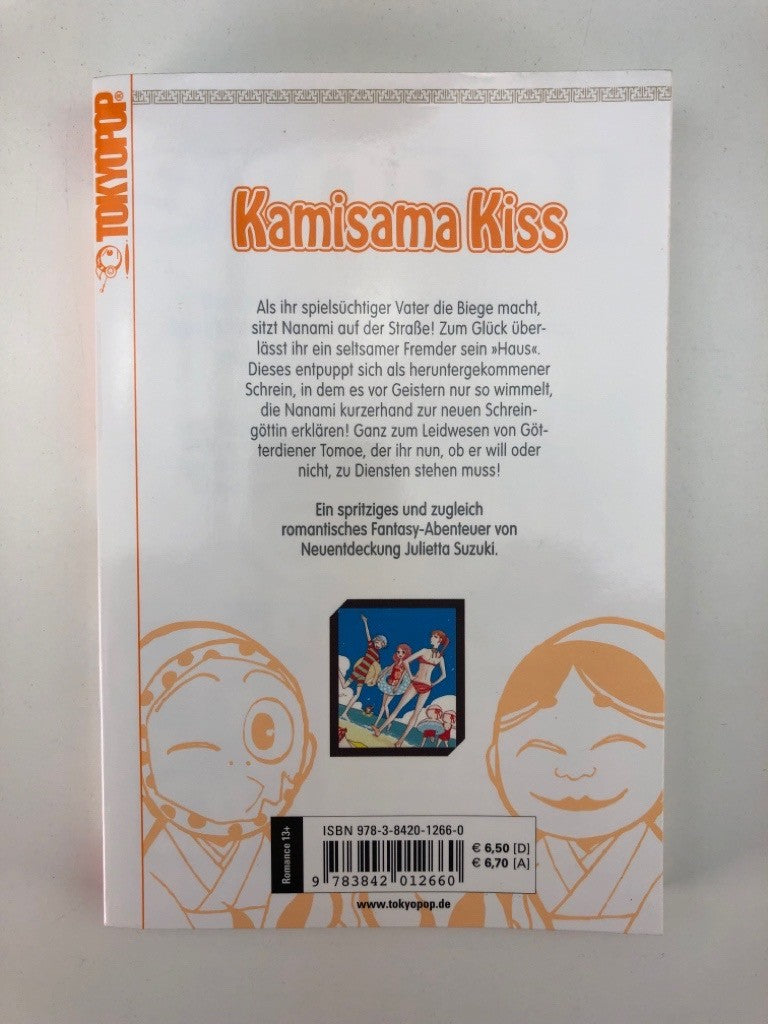 TOKYOPOP®
Kamisama Kiss
Als ihr spielsüchtiger Vater die Biege macht,
sitzt Nanami auf der Straße! Zum Glück über-
lässt ihr ein seltsamer Fremder sein »Haus«.
Dieses entpuppt sich als heruntergekommener
Schrein, in dem es vor Geistern nur so wimmelt,
die Nanami kurzerhand zur neuen Schrein-
göttin erklären! Ganz zum Leidwesen von Göt-
terdiener Tomoe, der ihr nun, ob er will oder
nicht, zu Diensten stehen muss!
Ein spritziges und zugleich
romantisches Fantasy-Abenteuer von
Neuentdeckung Julietta Suzuki.
Romance 13+
ISBN 978-3-8420-1266-0
€ 6,50 [D]
€ 6,70 [A]
9 783842 012660
www.tokyopop.de